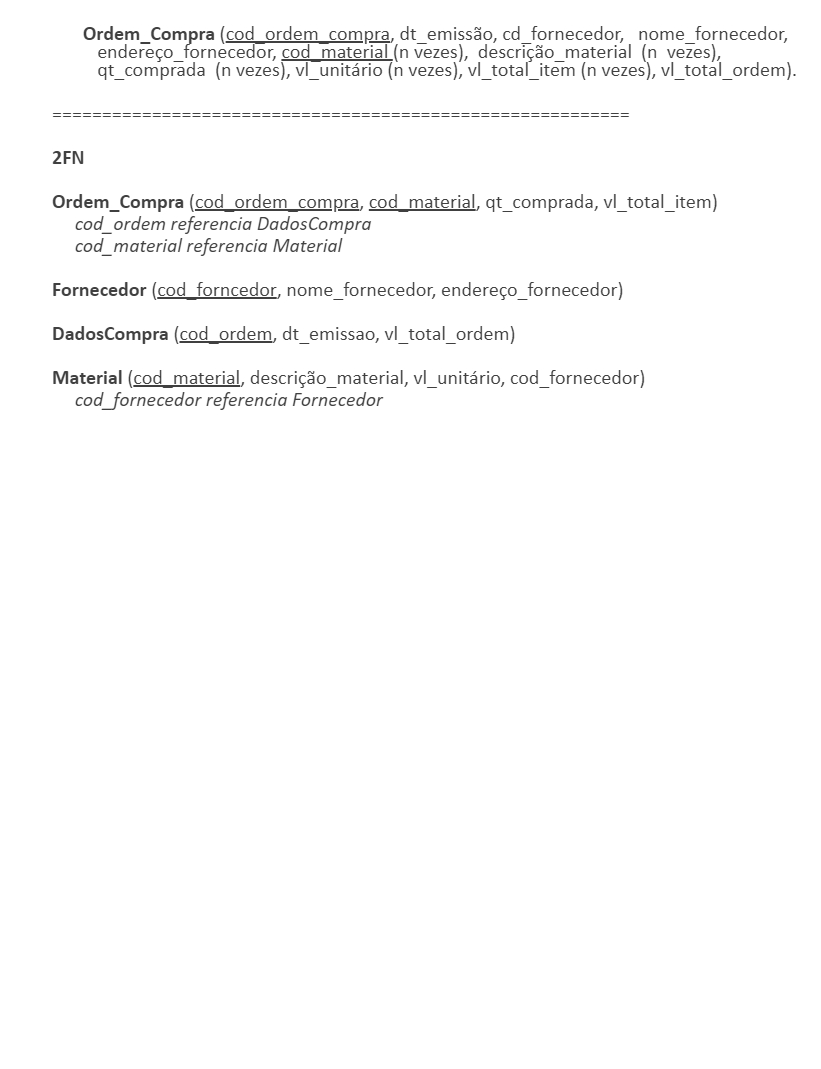 Ordem_Compra (cod_ordem_compra, dt_emissão, cd_fornecedor, nome_fornecedor,
endereço_fornecedor, cod_material (n vezes), descrição_material (n vezes),
qt_comprada (n vezes), vl_unitário (n vezes), vl_total_item (n vezes), vl_total_ordem).
==========================================================
2FN
Ordem_Compra (cod_ordem_compra, cod_material, qt_comprada, vl_total_item)
cod_ordem referencia DadosCompra
cod_material referencia Material
Fornecedor (cod_forncedor, nome_fornecedor, endereço_fornecedor)
DadosCompra (cod_ordem, dt_emissao, vl_total_ordem)
Material (cod_material, descrição_material, vl_unitário, cod_fornecedor)
cod_fornecedor referencia Fornecedor